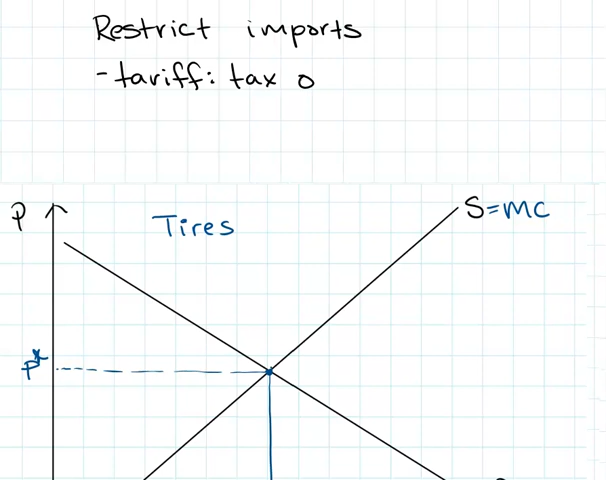 Restrict imports
-tariff: tax o
P
Tires
S=MC
P*